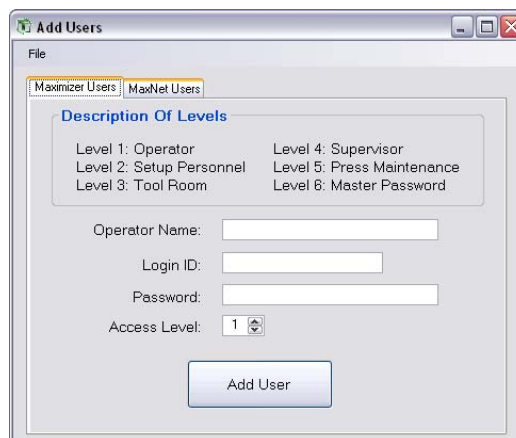 Add Users
File
Maximizer Users MaxNet Users
Description Of Levels
Level 1: Operator Level 4: Supervisor
Level 2: Setup Personnel Level 5: Press Maintenance
Level 3: Tool Room Level 6: Master Password
Operator Name:
Login ID:
Password:
Access Level: 1
Add User